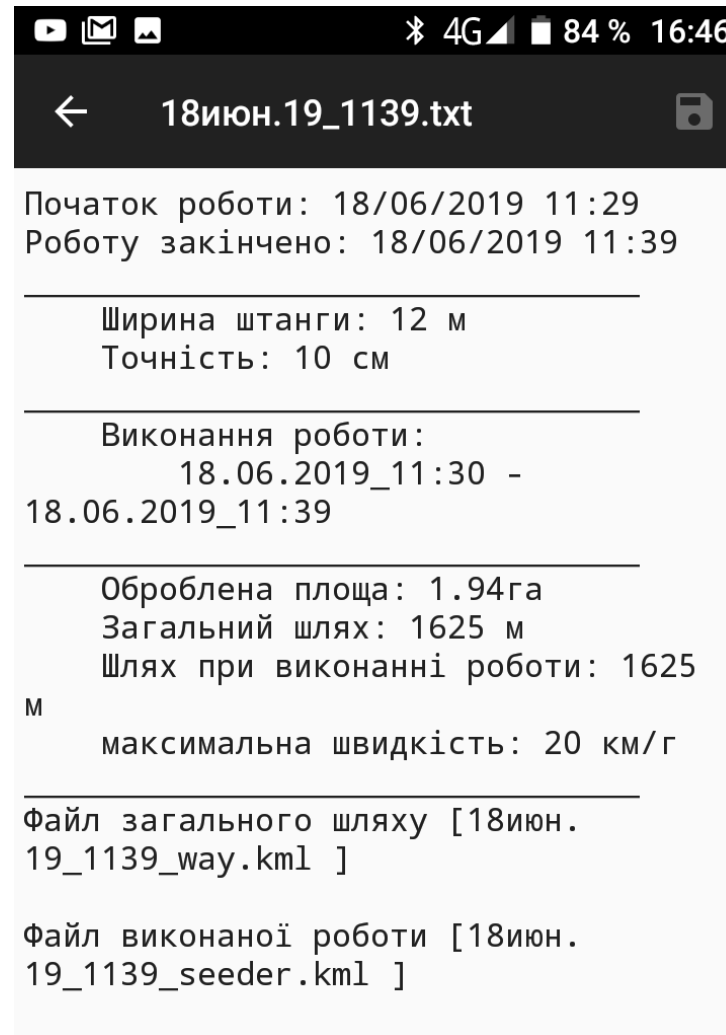 4G 84 % 16:46
18июн.19_1139.txt
Початок роботи: 18/06/2019 11:29
Роботу закінчено: 18/06/2019 11:39
Ширина штанги: 12 м
Точність: 10 см
Виконання роботи:
18.06.2019_11:30 -
18.06.2019_11:39
Оброблена площа: 1.94га
Загальний шлях: 1625 м
Шлях при виконанні роботи: 1625
м
максимальна швидкість: 20 км/г
Файл загального шляху [18июн.
19_1139_way.kml ]
Файл виконаної роботи [18июн.
19_1139_seeder.kml ]